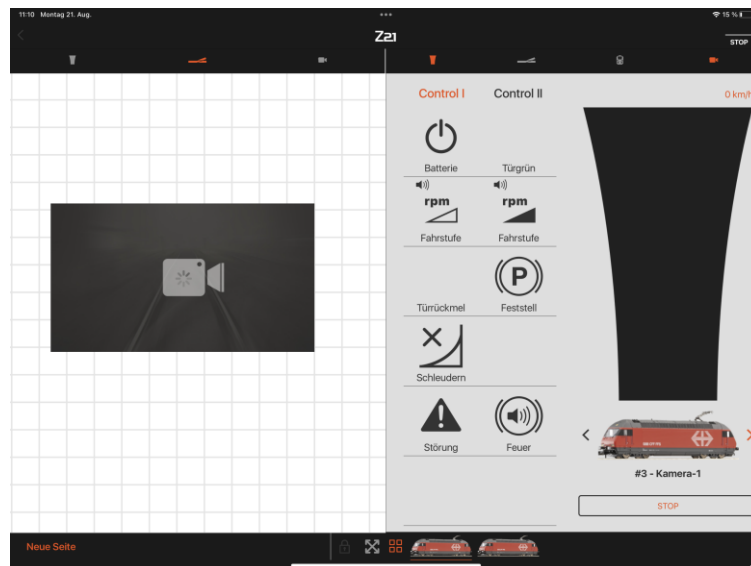 11:10 Montag 21. Aug.
15 %
Z21
STOP
Control I
Control II
0 km/h
Batterie
Türgrün
rpm
rpm
Fahrstufe
Fahrstufe
P
Türrückmel
Feststell
Schleudern
Störung
Feuer
#3 - Kamera-1
STOP
Neue Seite